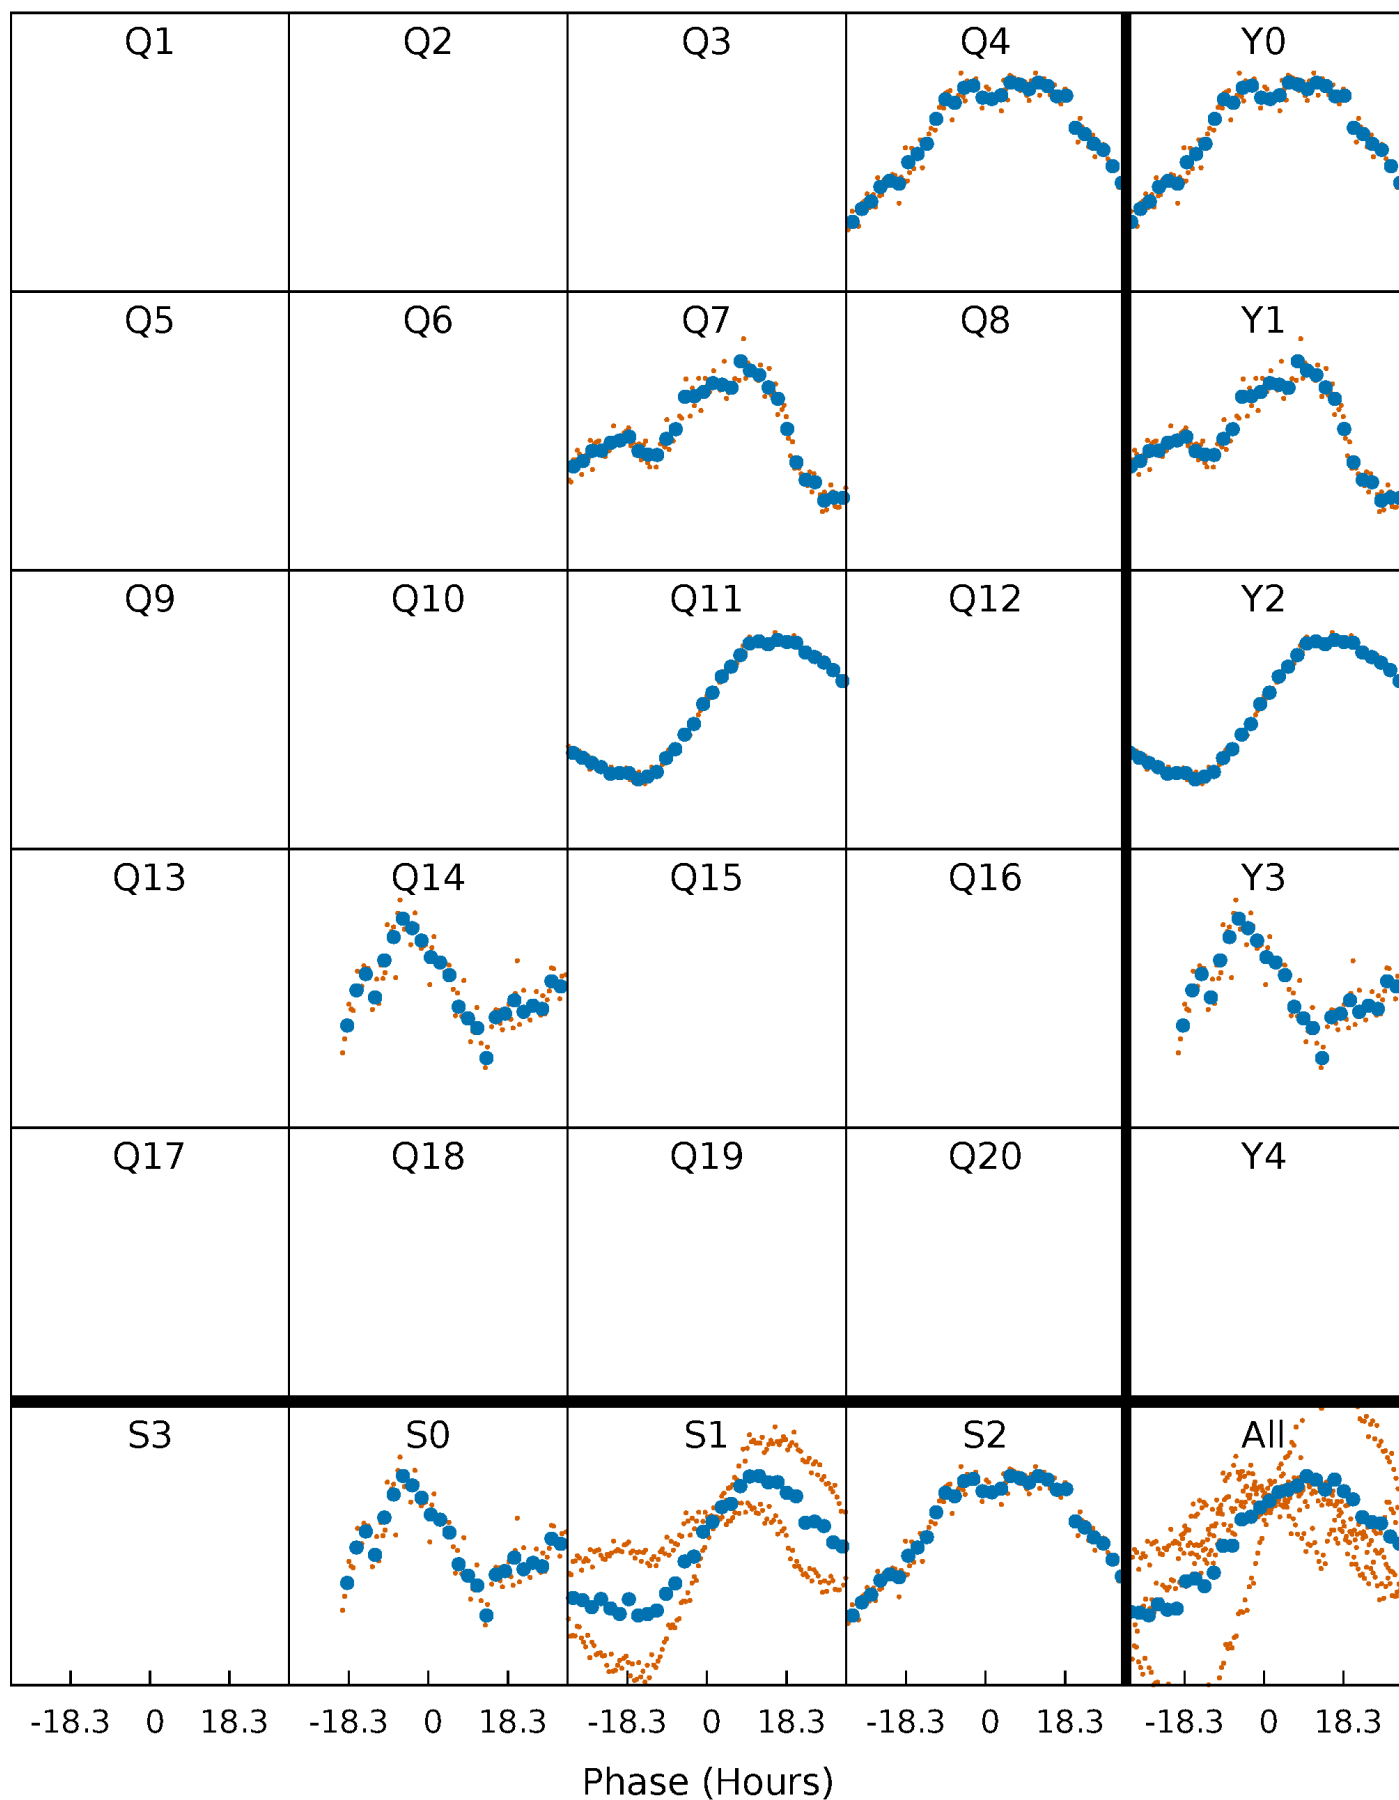 Q1 Q2 Q3 Q4 Y0
Q5 Q6 Q7 Q8 Y1
Q9 Q10 Q11 Q12 Y2
Q13 Q14 Q15 Q16 Y3
Q17 Q18 Q19 Q20 Y4
S3 S0 S1 S2 All
-18.3 0 18.3 -18.3 0 18.3 -18.3 0 18.3 -18.3 0 18.3 -18.3 0 18.3
Phase (Hours)